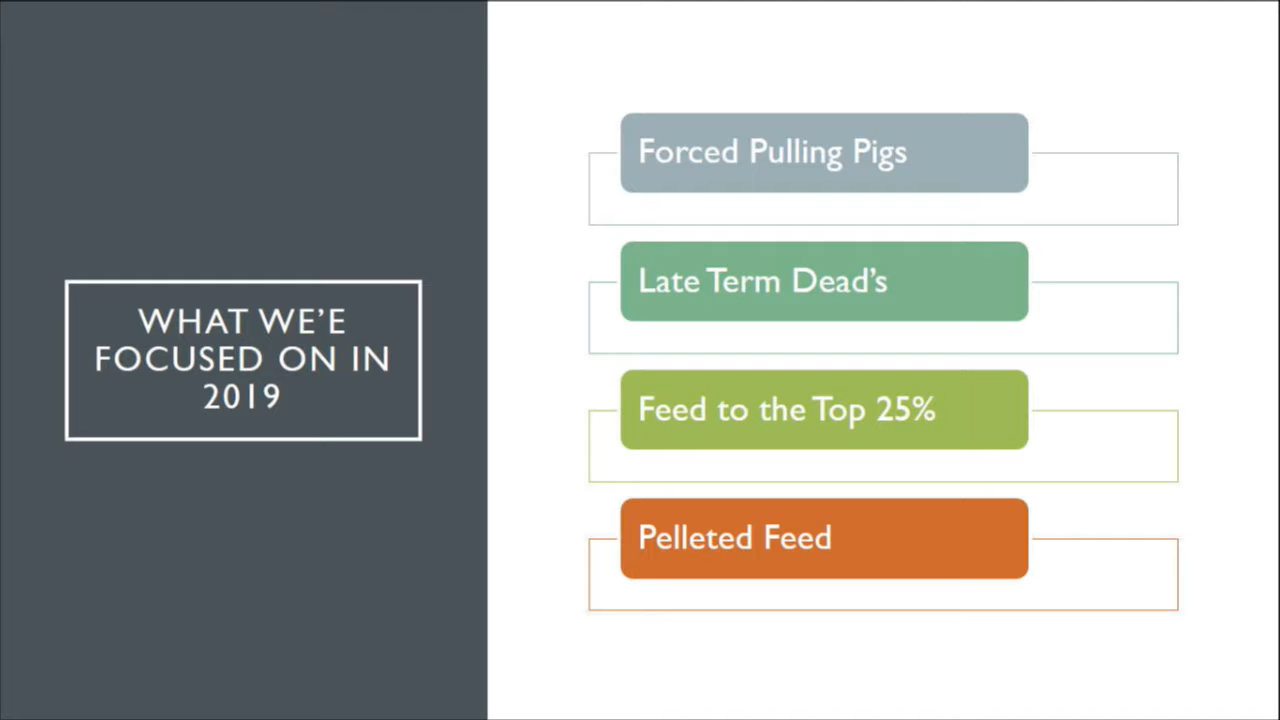 WHAT WE'E
FOCUSED ON IN
2019
Forced Pulling Pigs
Late Term Dead's
Feed to the Top 25%
Pelleted Feed